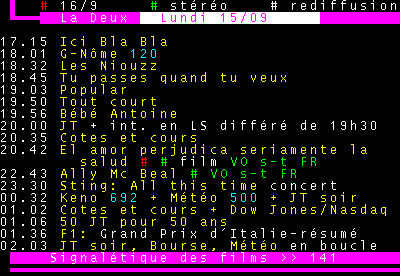 # 16/9 # stéréo # rediffusion
La Deux Lundi 15/09
17.15 Ici Bla Bla
18.01 G-Nôme 120
18.32 Les Niouzz
18.45 Tu passes quand tu veux
19.03 Popular
19.50 Tout court
19.56 Bébé Antoine
20.00 JT + int. en LS différé de 19h30
20.35 Cotes et cours
20.42 El amor perjudica seriamente la
salud # # film VO s-t FR
22.43 Ally Mc Beal # VO s-t FR
23.30 Sting: All this time concert
00.32 Keno 692 + Météo 500 + JT soir
01.02 Cotes et cours + Dow Jones/Nasdaq
01.06 50 JT pour 50 ans
01.36 F1: Grand Prix d'Italie-résumé
02.03 JT soir, Bourse, Météo en boucle
Signalétique des films >> 141